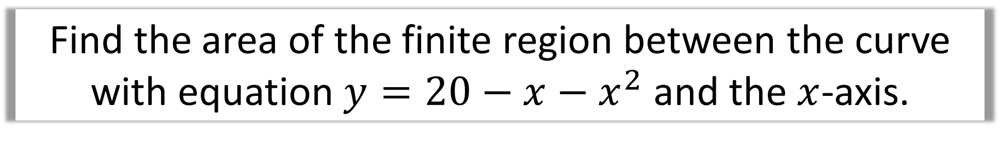 Find the area of the finite region between the curve
with equation y = 20 − x − x² and the x-axis.